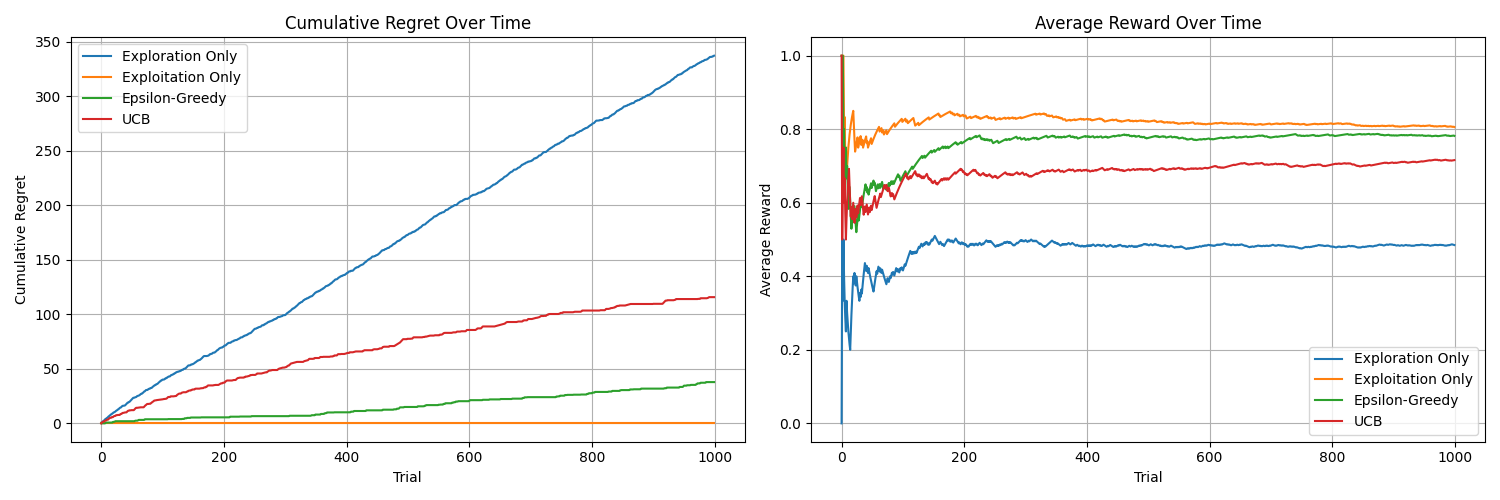 Cumulative Regret Over Time
350
300
250
200
150
100
50
0
Cumulative Regret
0 200 400 600 800 1000
Trial
Exploration Only
Exploitation Only
Epsilon-Greedy
UCB
Average Reward Over Time
1.0
0.8
0.6
0.4
0.2
0.0
Average Reward
0 200 400 600 800 1000
Trial
Exploration Only
Exploitation Only
Epsilon-Greedy
UCB